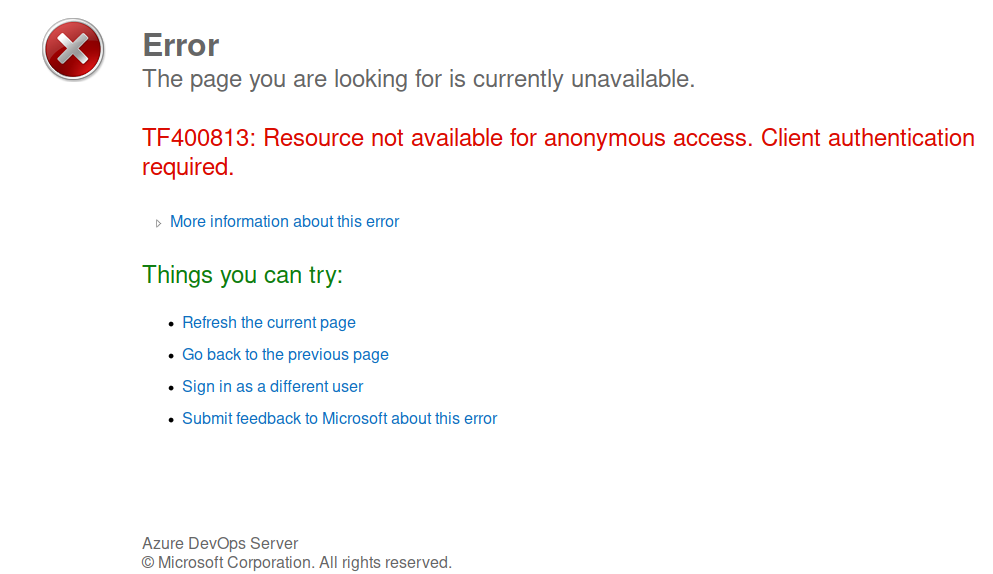 Error
The page you are looking for is currently unavailable.
TF400813: Resource not available for anonymous access. Client authentication
required.
More information about this error
Things you can try:
Refresh the current page
Go back to the previous page
Sign in as a different user
Submit feedback to Microsoft about this error
Azure DevOps Server
© Microsoft Corporation. All rights reserved.